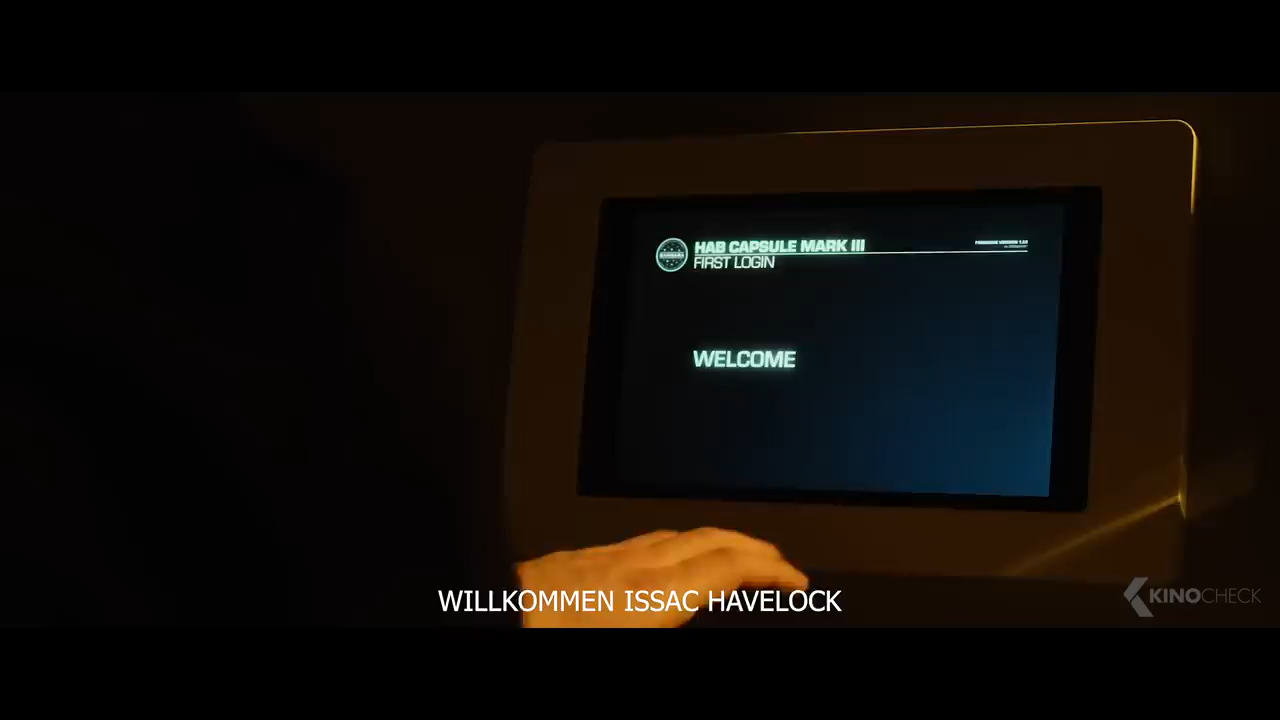 HAB CAPSULE MARK III
FIRST LOGIN
WELCOME
WILLKOMMEN ISSAC HAVELOCK
KINOCHECK